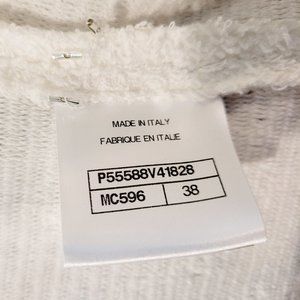 MADE IN ITALY
FABRIQUE EN ITALIE
P55588V41828
MC596 38